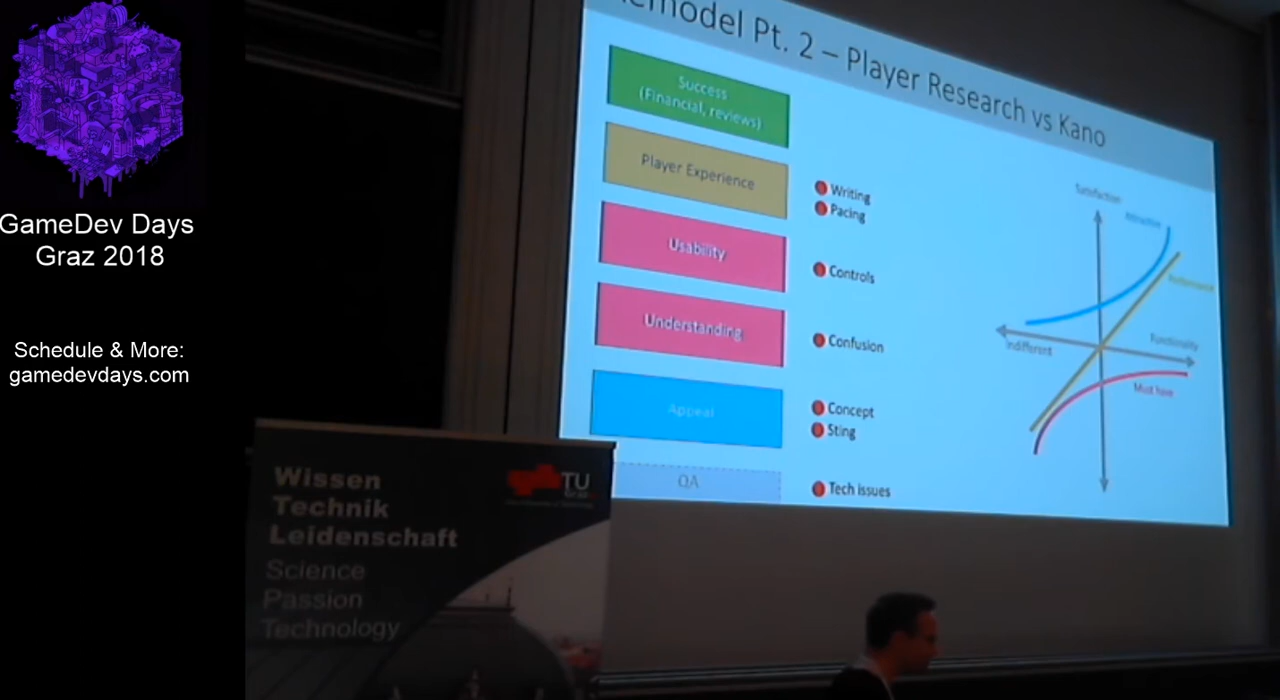 GameDev Days
Graz 2018
Schedule & More:
gamedevdays.com
Pt. 2 – Player Research vs Kano
Success
(Financial, reviews)
Player Experience
Writing
Pacing
Usability
Controls
Understanding
Confusion
Appeal
Concept
Sting
QA
Tech issues
Satisfaction
Attractive
Performance
Functionality
Indifferent
Must have
Wissen
Technik
Leidenschaft
Science
Passion
Technology
TU
Graz